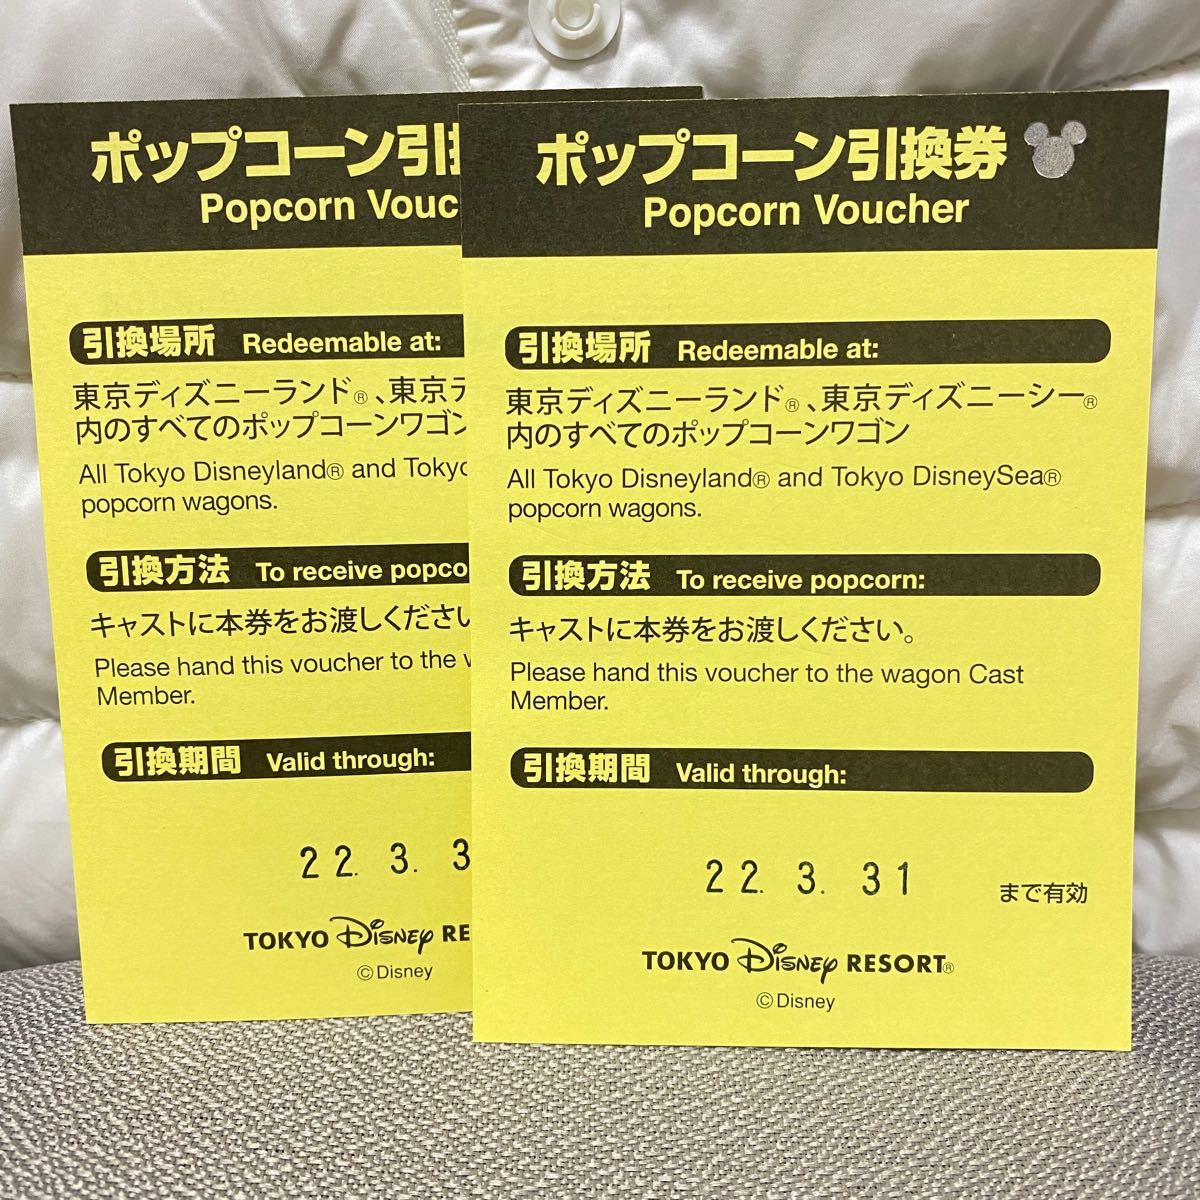 ポップコーン引
Popcorn Vouc
引換場所 Redeemable at:
東京ディズニーランド®、東京デ
内のすべてのポップコーンワゴン
All Tokyo Disneyland® and Tokyo
popcorn wagons.
引換方法 To receive popco
キャストに本券をお渡しください
Please hand this voucher to the
Member.
引換期間 Valid through:
22. 3. 3
TOKYO Disney RE
©Disney
ポップコーン引換券
Popcorn Voucher
引換場所 Redeemable at:
東京ディズニーランド®、東京ディズニーシー®
内のすべてのポップコーンワゴン
All Tokyo Disneyland® and Tokyo DisneySea®
popcorn wagons.
引換方法 To receive popcorn:
キャストに本券をお渡しください。
Please hand this voucher to the wagon Cast
Member.
引換期間 Valid through:
22. 3. 31 まで有効
TOKYO Disney RESORT®
©Disney